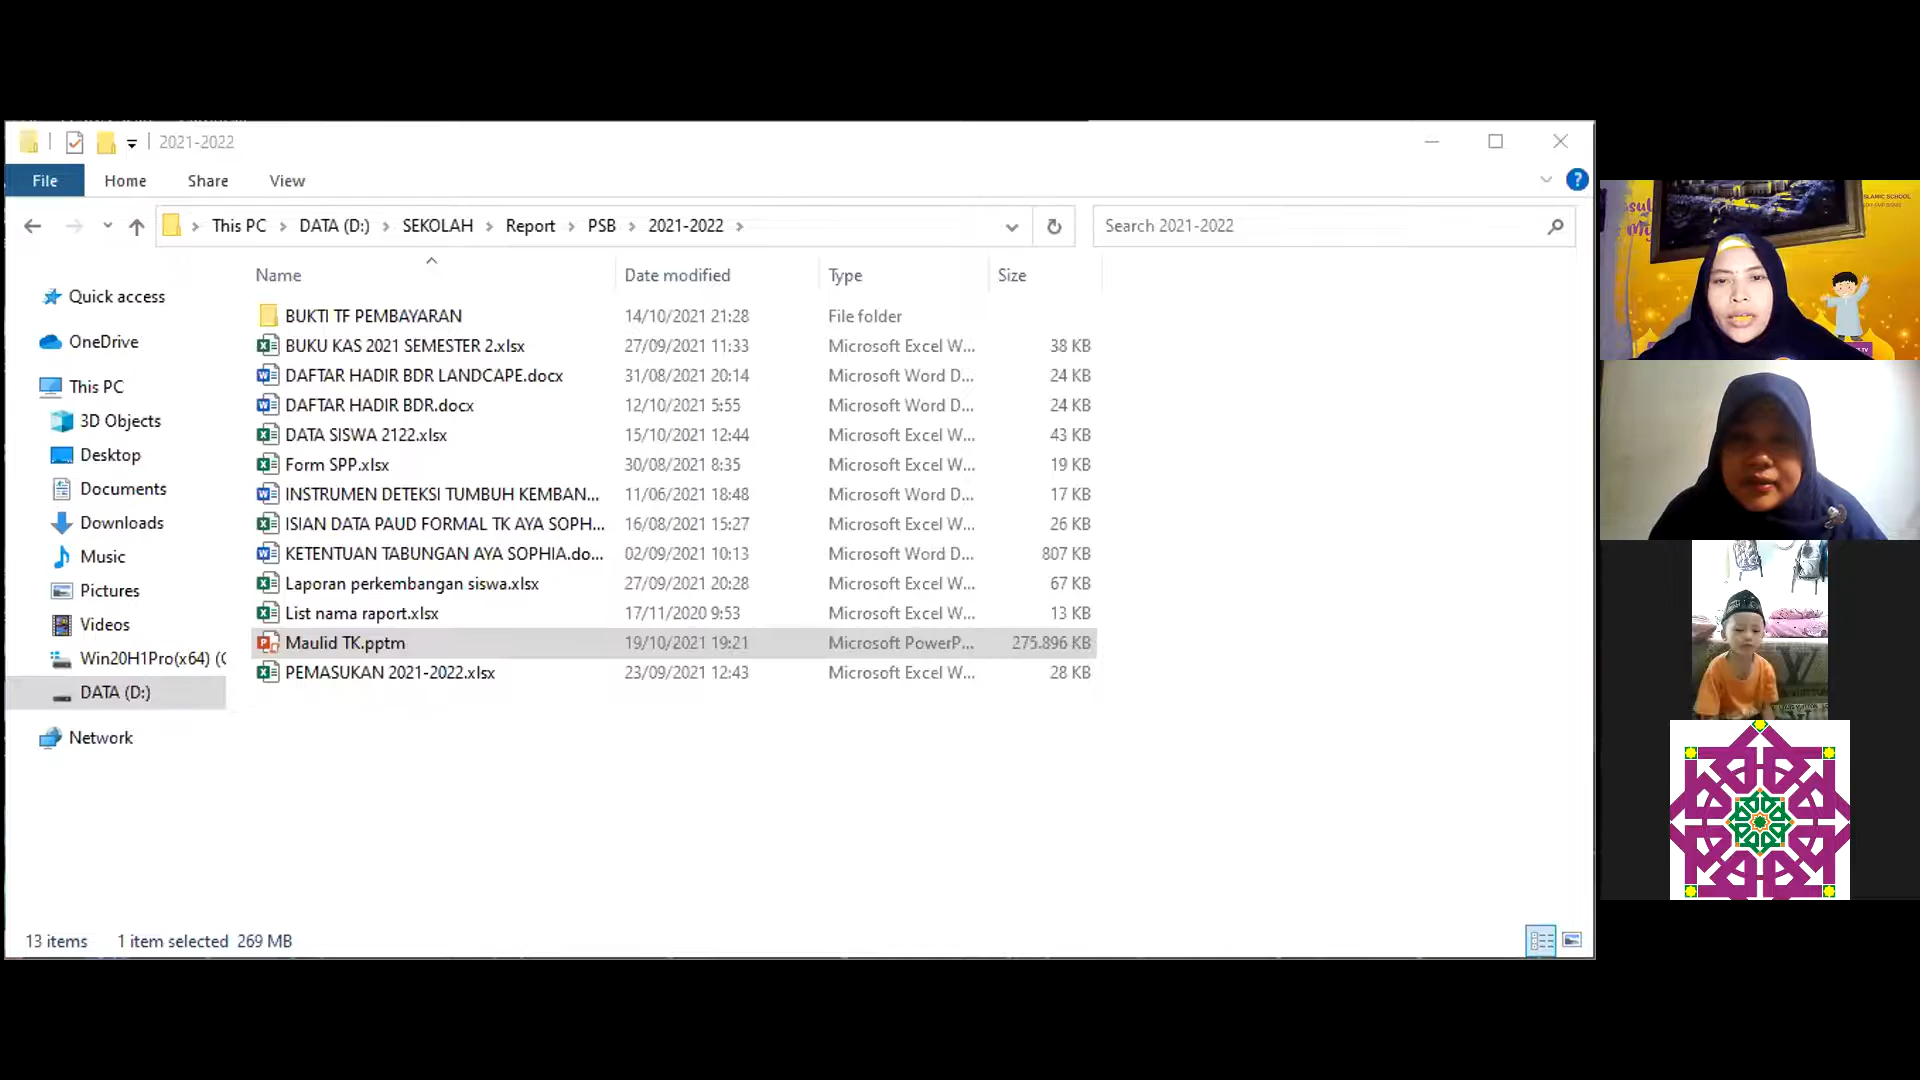 2021-2022
File Home Share View
This PC DATA (D:) SEKOLAH Report PSB 2021-2022
Search 2021-2022
Name Date modified Type Size
Quick access
OneDrive
This PC
3D Objects
Desktop
Documents
Downloads
Music
Pictures
Videos
Win20H1Pro(x64) (
DATA (D:)
Network
BUKTI TF PEMBAYARAN 14/10/2021 21:28 File folder
BUKU KAS 2021 SEMESTER 2.xlsx 27/09/2021 11:33 Microsoft Excel W... 38 KB
DAFTAR HADIR BDR LANDCAPE.docx 31/08/2021 20:14 Microsoft Word D... 24 KB
DAFTAR HADIR BDR.docx 12/10/2021 5:55 Microsoft Word D... 24 KB
DATA SISWA 2122.xlsx 15/10/2021 12:44 Microsoft Excel W... 43 KB
Form SPP.xlsx 30/08/2021 8:35 Microsoft Excel W... 19 KB
INSTRUMEN DETEKSI TUMBUH KEMBAN... 11/06/2021 18:48 Microsoft Word D... 17 KB
ISIAN DATA PAUD FORMAL TK AYA SOPH... 16/08/2021 15:27 Microsoft Excel W... 26 KB
KETENTUAN TABUNGAN AYA SOPHIA.do... 02/09/2021 10:13 Microsoft Word D... 807 KB
Laporan perkembangan siswa.xlsx 27/09/2021 20:28 Microsoft Excel W... 67 KB
List nama raport.xlsx 17/11/2020 9:53 Microsoft Excel W... 13 KB
Maulid TK.pptm 19/10/2021 19:21 Microsoft PowerP... 275.896 KB
PEMASUKAN 2021-2022.xlsx 23/09/2021 12:43 Microsoft Excel W... 28 KB
13 items 1 item selected 269 MB